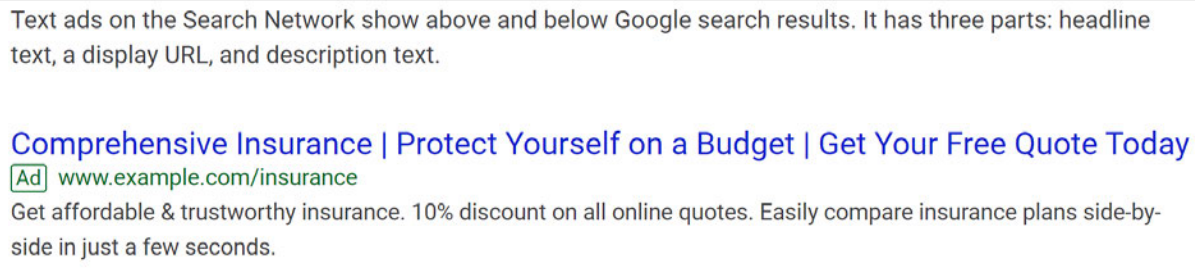 Text ads on the Search Network show above and below Google search results. It has three parts: headline
text, a display URL, and description text.
Comprehensive Insurance | Protect Yourself on a Budget | Get Your Free Quote Today
Ad www.example.com/insurance
Get affordable & trustworthy insurance. 10% discount on all online quotes. Easily compare insurance plans side-by-
side in just a few seconds.